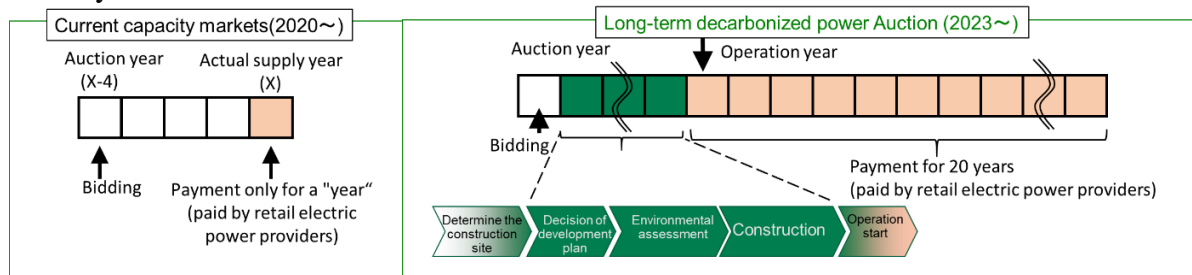 Current capacity markets(2020～)
Auction year
(X-4)
Actual supply year
(X)
Bidding
Payment only for a "year“
(paid by retail electric
power providers)
Long-term decarbonized power Auction (2023～)
Auction year
Operation year
Bidding
Payment for 20 years
(paid by retail electric power providers)
Determine the
construction
site
Decision of
development
plan
Environmental
assessment
Construction
Operation
start